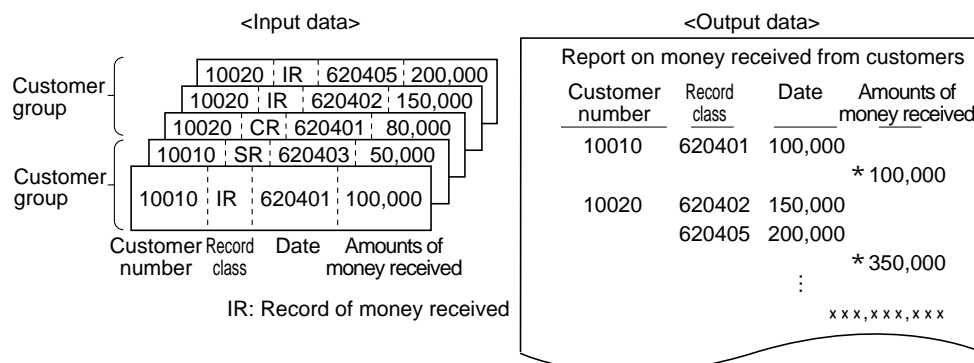 <Input data>
Customer
group
10020 IR 620405 200,000
10020 IR 620402 150,000
10020 CR 620401 80,000
Customer
group
10010 SR 620403 50,000
10010 IR 620401 100,000
Customer number Record class Date Amounts of money received
IR: Record of money received
<Output data>
Report on money received from customers
Customer number Record class Date Amounts of money received
10010 620401 100,000
*100,000
10020 620402 150,000
620405 200,000
*350,000
⋮
xxx,xxx,xxx